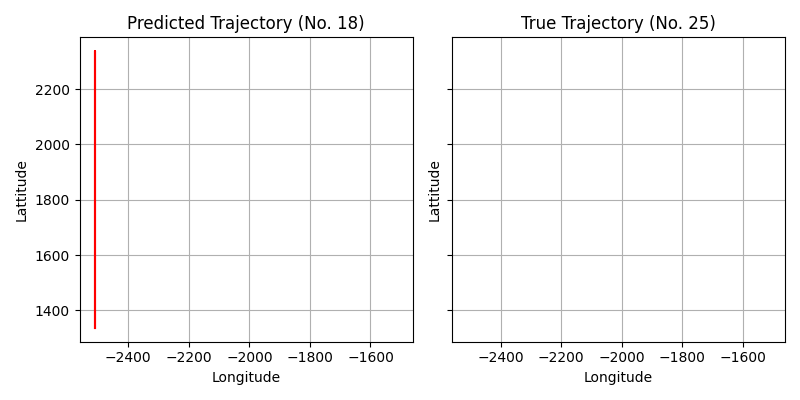 Predicted Trajectory (No. 18)
True Trajectory (No. 25)
Lattitude
2200
2000
1800
1600
1400
−2400 −2200 −2000 −1800 −1600
Longitude
Lattitude
−2400 −2200 −2000 −1800 −1600
Longitude